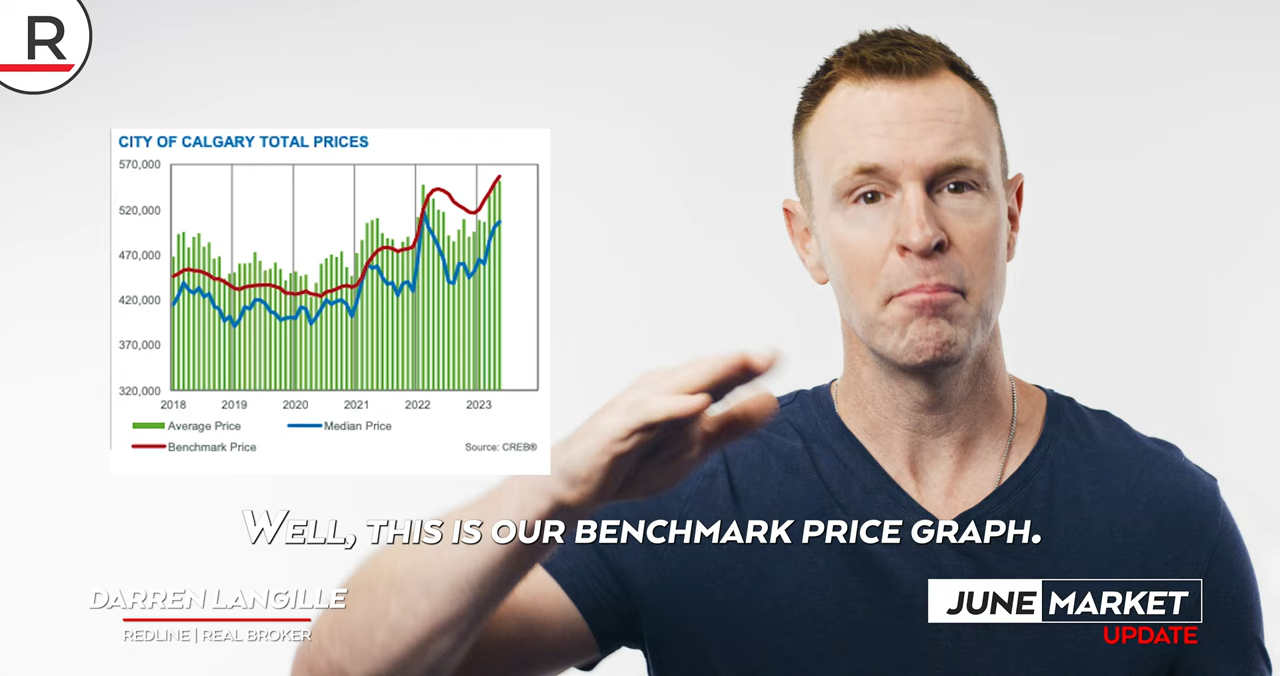 R
CITY OF CALGARY TOTAL PRICES
570,000
520,000
470,000
420,000
370,000
320,000
2018 2019 2020 2021 2022 2023
Average Price Median Price
Benchmark Price Source: CREB®
WELL, THIS IS OUR BENCHMARK PRICE GRAPH.
DARREN LANGILLE
REDLINE | REAL BROKER
JUNE MARKET
UPDATE